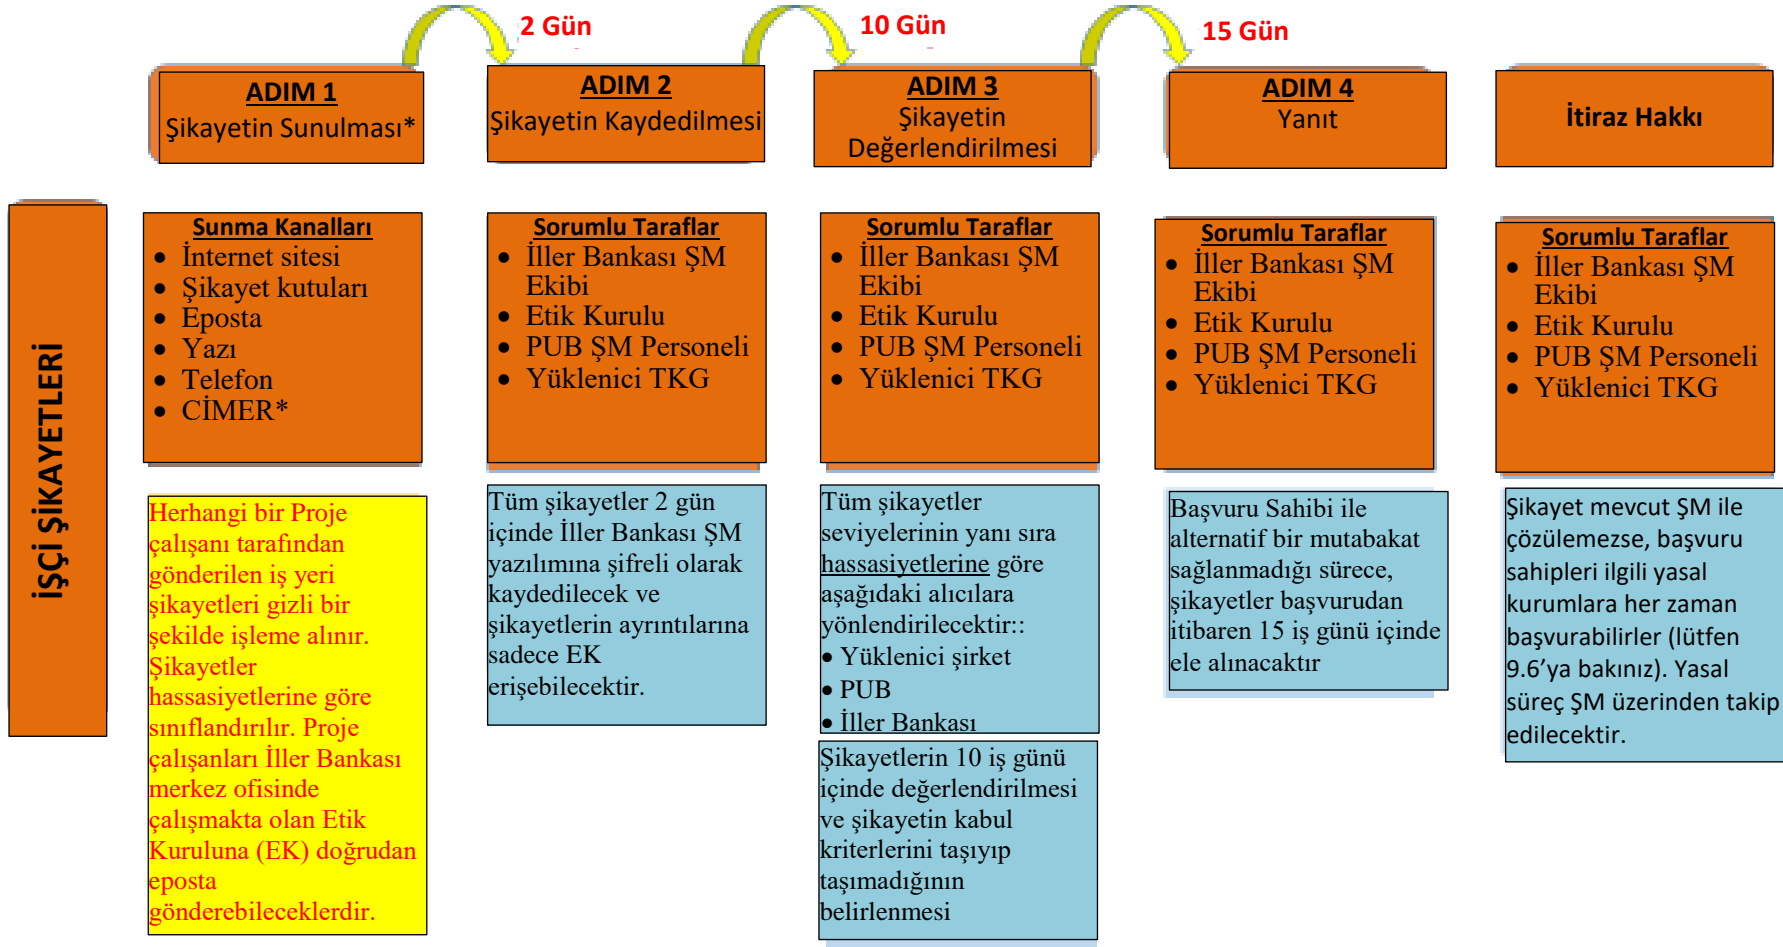 2 Gün
10 Gün
15 Gün
ADIM 1
Şikayetin Sunulması*
ADIM 2
Şikayetin Kaydedilmesi
ADIM 3
Şikayetin
Değerlendirilmesi
ADIM 4
Yanıt
İtiraz Hakkı
İŞÇİ ŞİKAYETLERİ
Sunma Kanalları
• İnternet sitesi
• Şikayet kutuları
• Eposta
• Yazı
• Telefon
• CİMER*
Sorumlu Taraflar
• İller Bankası ŞM
Ekibi
• Etik Kurulu
• PUB ŞM Personeli
• Yüklenici TKG
Sorumlu Taraflar
• İller Bankası ŞM
Ekibi
• Etik Kurulu
• PUB ŞM Personeli
• Yüklenici TKG
Sorumlu Taraflar
• İller Bankası ŞM
Ekibi
• Etik Kurulu
• PUB ŞM Personeli
• Yüklenici TKG
Sorumlu Taraflar
• İller Bankası ŞM
Ekibi
• Etik Kurulu
• PUB ŞM Personeli
• Yüklenici TKG
Herhangi bir Proje
çalışanı tarafından
gönderilen iş yeri
şikayetleri gizli bir
şekilde işleme alınır.
Şikayetler
hassasiyetlerine göre
sınıflandırılır. Proje
çalışanları İller Bankası
merkez ofisinde
çalışmakta olan Etik
Kuruluna (EK) doğrudan
eposta
gönderebileceklerdir.
Tüm şikayetler 2 gün
içinde İller Bankası ŞM
yazılımına şifreli olarak
kaydedilecek ve
şikayetlerin ayrıntılarına
sadece EK
erişebilecektir.
Tüm şikayetler
seviyelerinin yanı sıra
hassasiyetlerine göre
aşağıdaki alıcılara
yönlendirilecektir::
• Yüklenici şirket
• PUB
• İller Bankası
Şikayetlerin 10 iş günü
içinde değerlendirilmesi
ve şikayetin kabul
kriterlerini taşıyıp
taşımadığının
belirlenmesi
Başvuru Sahibi ile
alternatif bir mutabakat
sağlanmadığı sürece,
şikayetler başvurudan
itibaren 15 iş günü içinde
ele alınacaktır
Şikayet mevcut ŞM ile
çözülemezse, başvuru
sahipleri ilgili yasal
kurumlara her zaman
başvurabilirler (lütfen
9.6’ya bakınız). Yasal
süreç ŞM üzerinden takip
edilecektir.